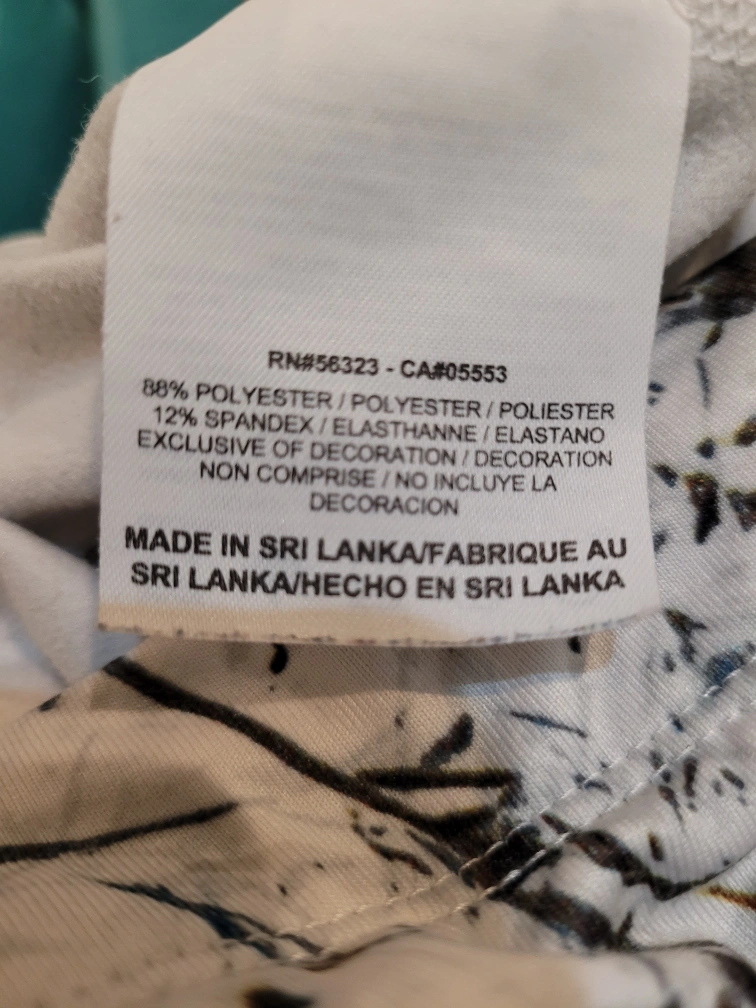 RN#56323 - CA#05553
88% POLYESTER / POLYESTER / POLIESTER
12% SPANDEX / ELASTHANNE / ELASTANO
EXCLUSIVE OF DECORATION / DECORATION
NON COMPRISE / NO INCLUYE LA
DECORACION
MADE IN SRI LANKA/FABRIQUE AU
SRI LANKA/HECHO EN SRI LANKA